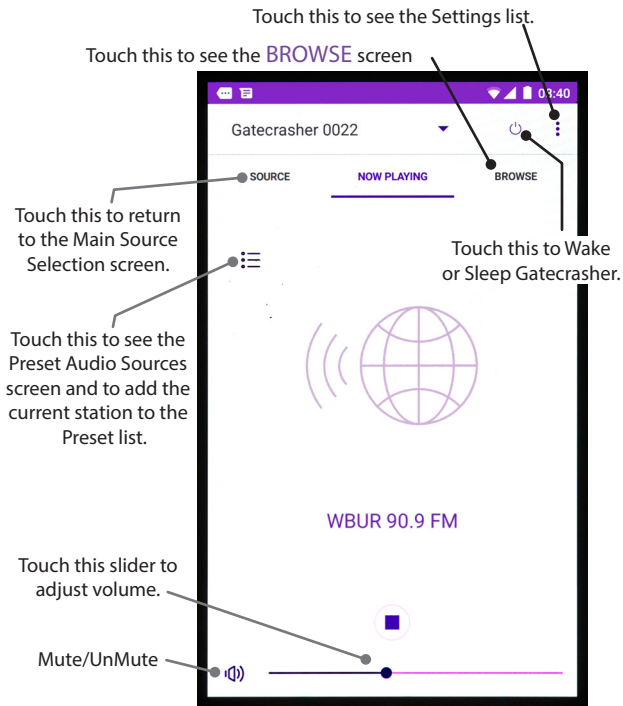 Touch this to see the Settings list.
Touch this to see the BROWSE screen
03:40
Gatecrasher 0022
SOURCE
NOW PLAYING
BROWSE
Touch this to return
to the Main Source
Selection screen.
Touch this to Wake
or Sleep Gatecrasher.
Touch this to see the
Preset Audio Sources
screen and to add the
current station to the
Preset list.
WBUR 90.9 FM
Touch this slider to
adjust volume.
Mute/UnMute